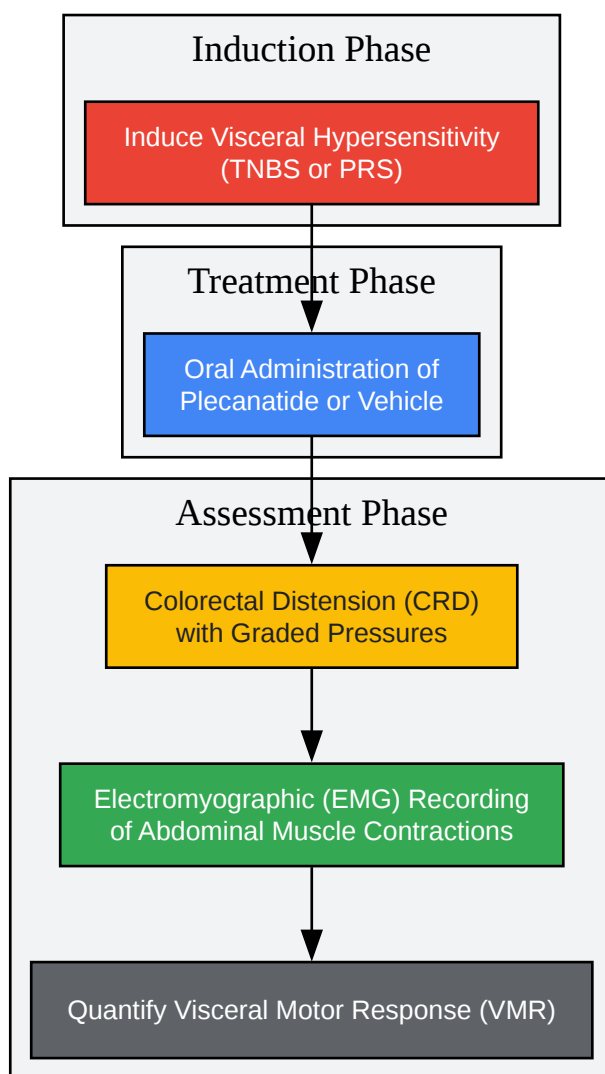 Induction Phase
Induce Visceral Hypersensitivity
(TNBS or PRS)
Treatment Phase
Oral Administration of
Plecanatide or Vehicle
Assessment Phase
Colorectal Distension (CRD)
with Graded Pressures
Electromyographic (EMG) Recording
of Abdominal Muscle Contractions
Quantify Visceral Motor Response (VMR)